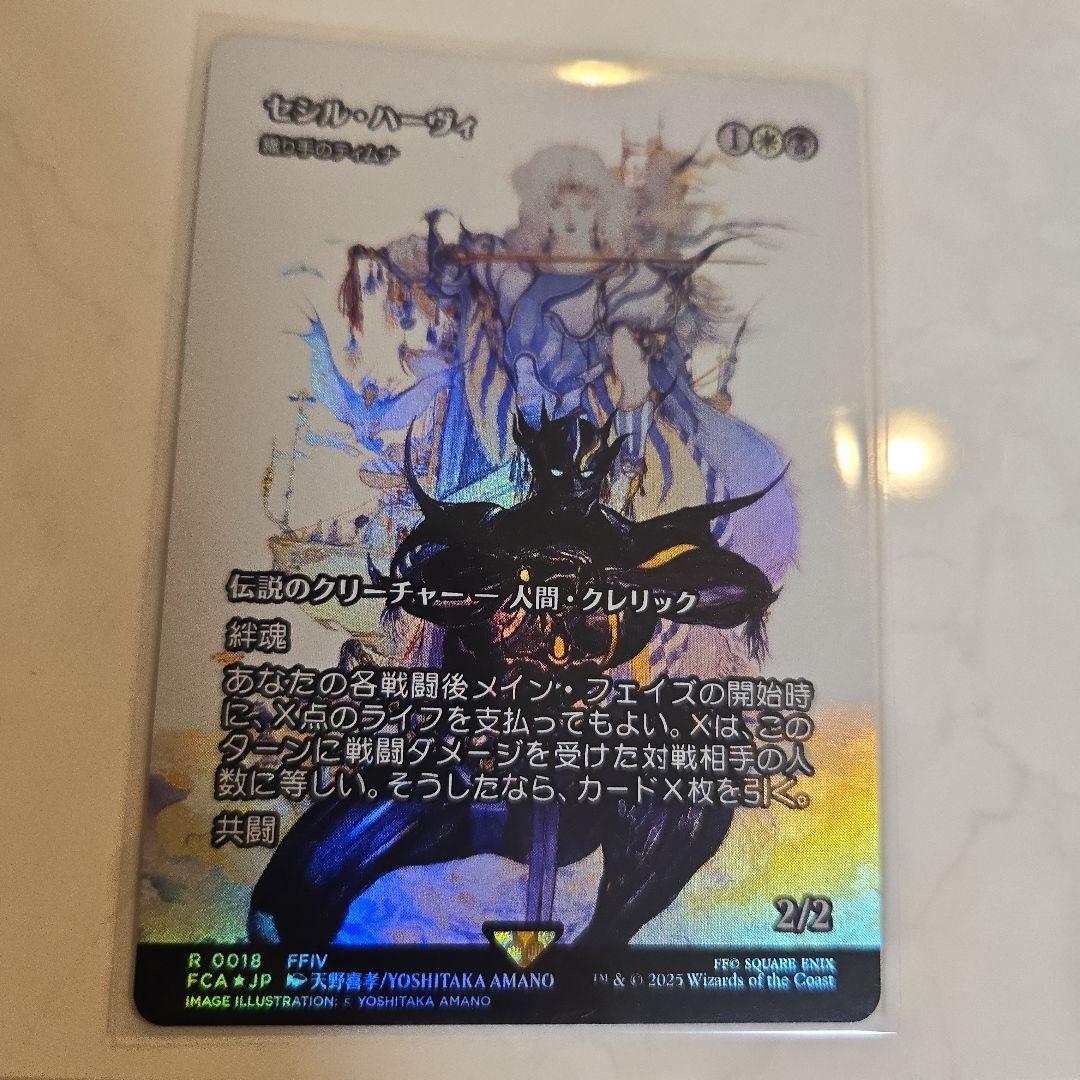 セシル・ハーヴィ
織り手のティムナ
1
伝説のクリーチャー ― 人間・クレリック
絆魂
あなたの各戦闘後メイン・フェイズの開始時
に、X点のライフを支払ってもよい。Xは、この
ターンに戦闘ダメージを受けた対戦相手の人
数に等しい。そうしたなら、カードX枚を引く。
共闘
2/2
R 0018 FFIV
FCA★JP 天野喜孝/YOSHITAKA AMANO
IMAGE ILLUSTRATION: © YOSHITAKA AMANO
FF© SQUARE ENIX
™ & © 2025 Wizards of the Coast